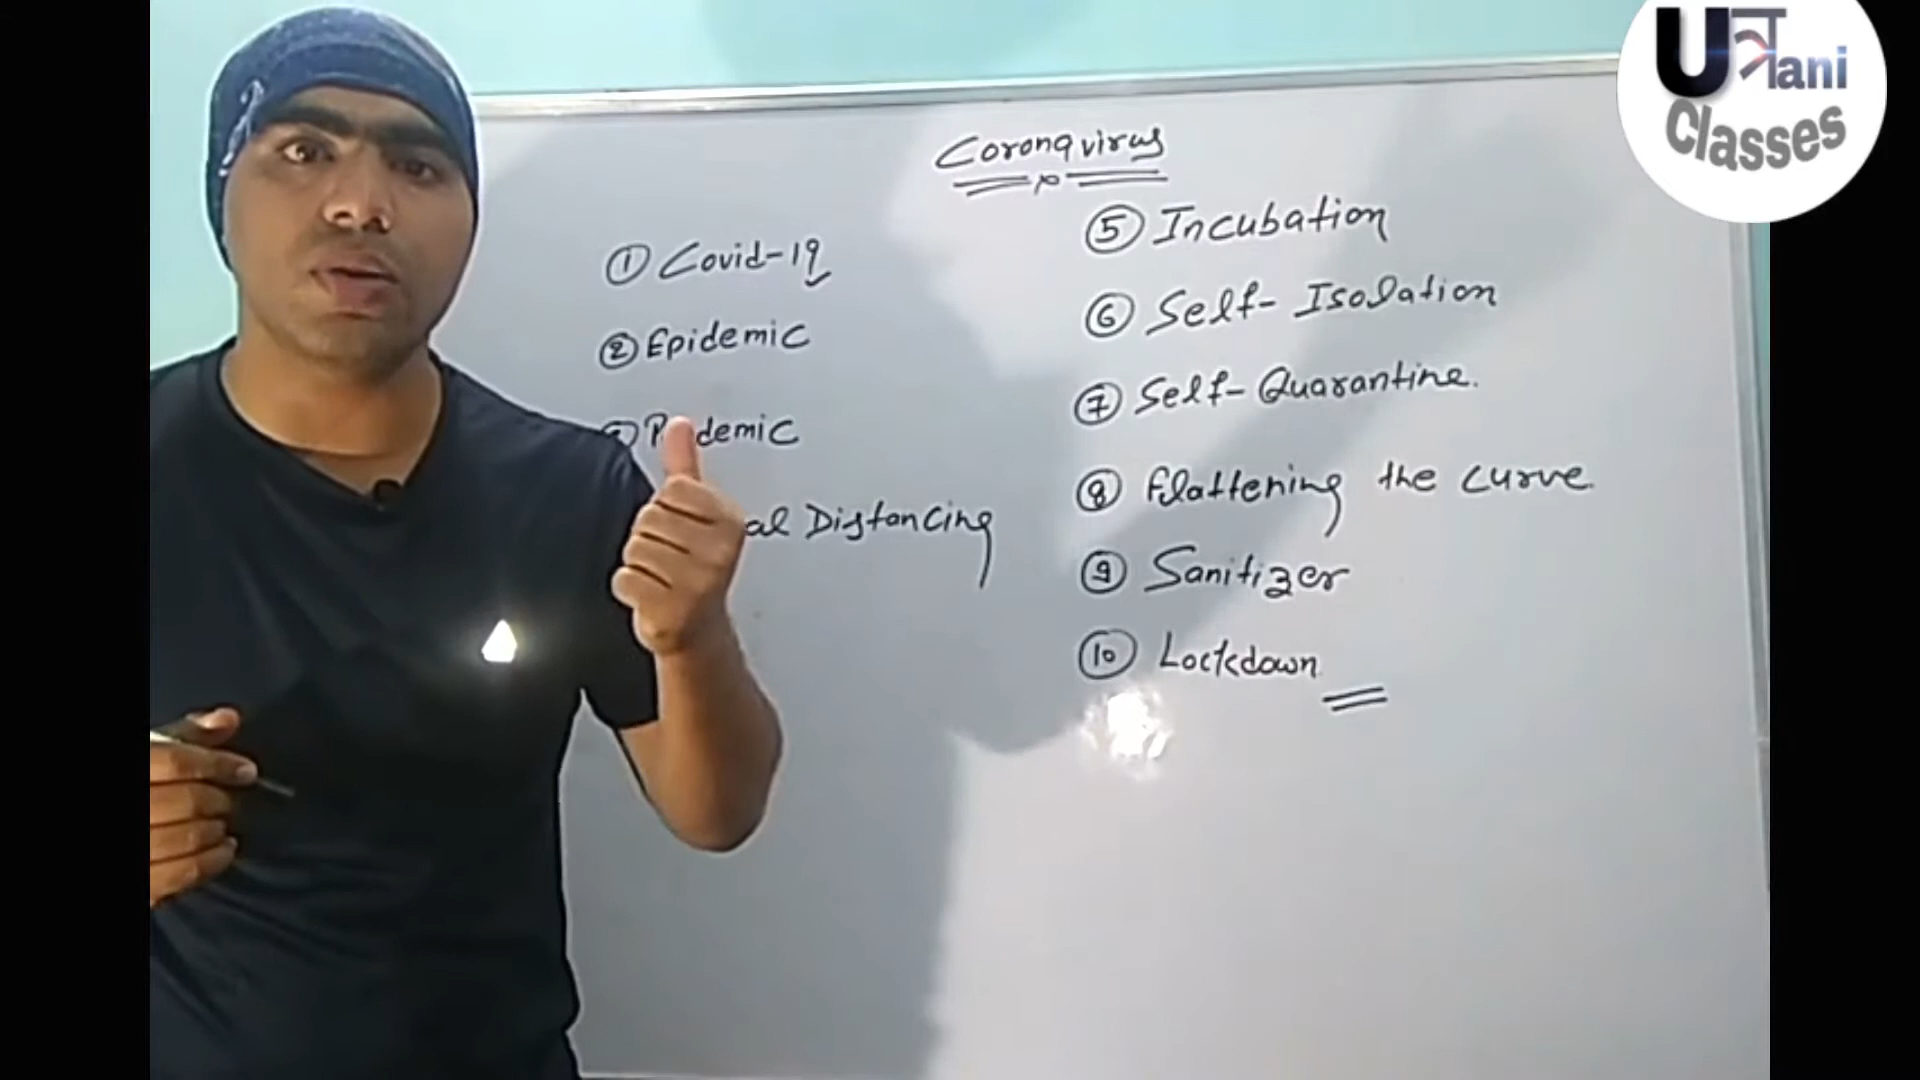 Coronavirus
① Covid-19
② Epidemic
demic
al Distancing
⑤ Incubation
⑥ Self-Isolation
⑦ Self-Quarantine.
⑧ Flattening the curve.
⑨ Sanitizer
⑩ Lockdown
Classes